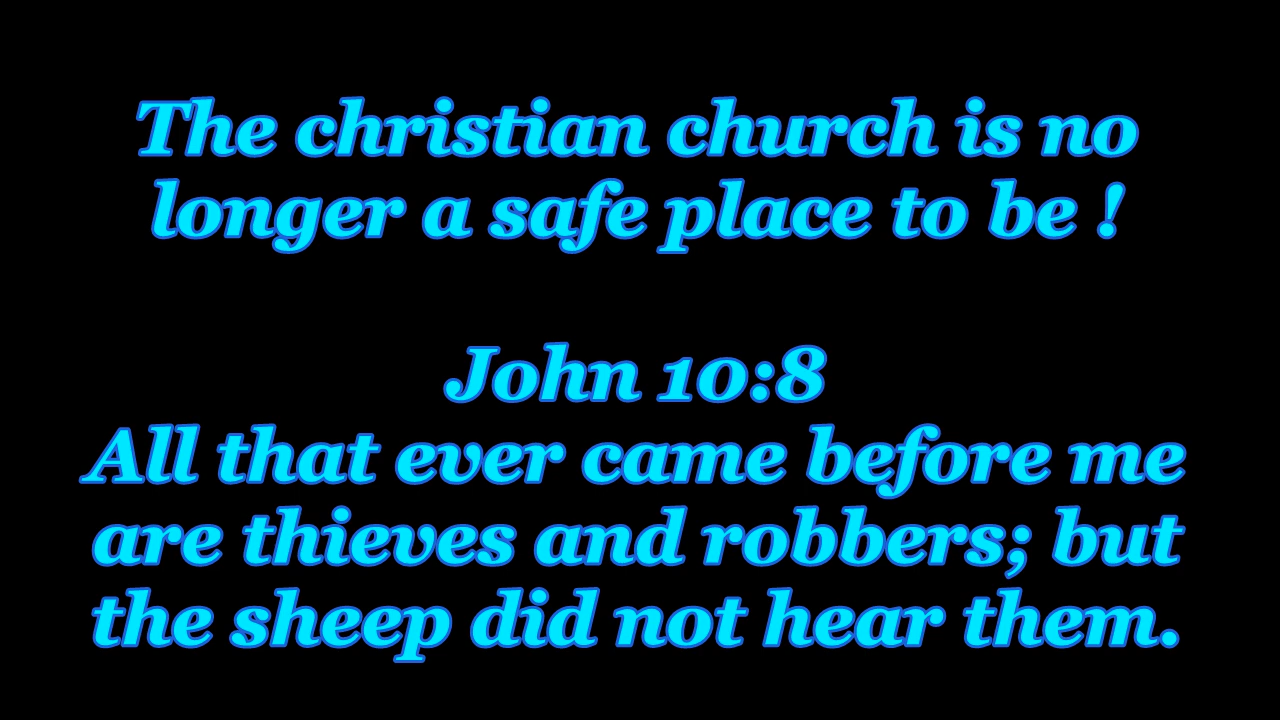 The christian church is no
longer a safe place to be !
John 10:8
All that ever came before me
are thieves and robbers; but
the sheep did not hear them.